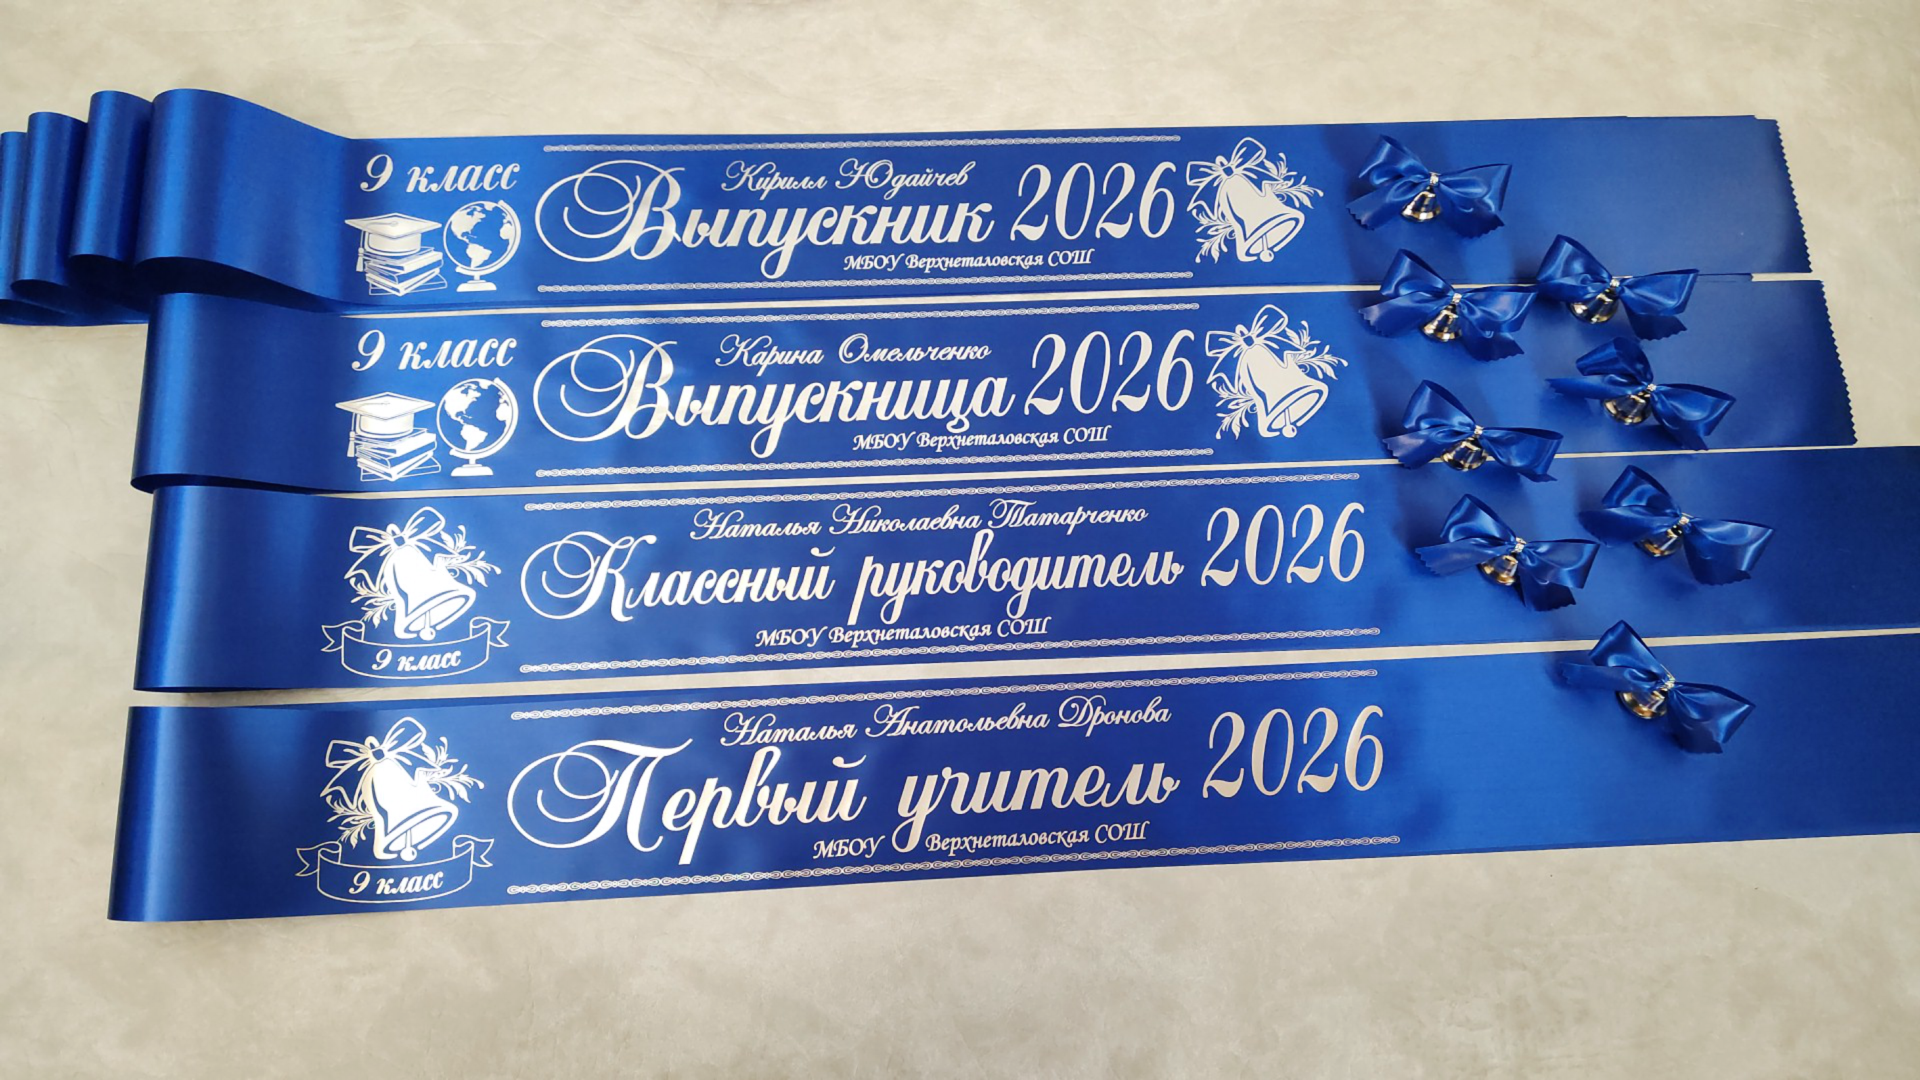 9 класс
Кирилл Юдайчев
Выпускник 2026
МБОУ Верхнеталовская СОШ
9 класс
Карина Омельченко
Выпускница 2026
МБОУ Верхнеталовская СОШ
Наталья Николаевна Татарченко
Классный руководитель 2026
МБОУ Верхнеталовская СОШ
9 класс
Наталья Анатольевна Дронова
Первый учитель 2026
МБОУ Верхнеталовская СОШ
9 класс